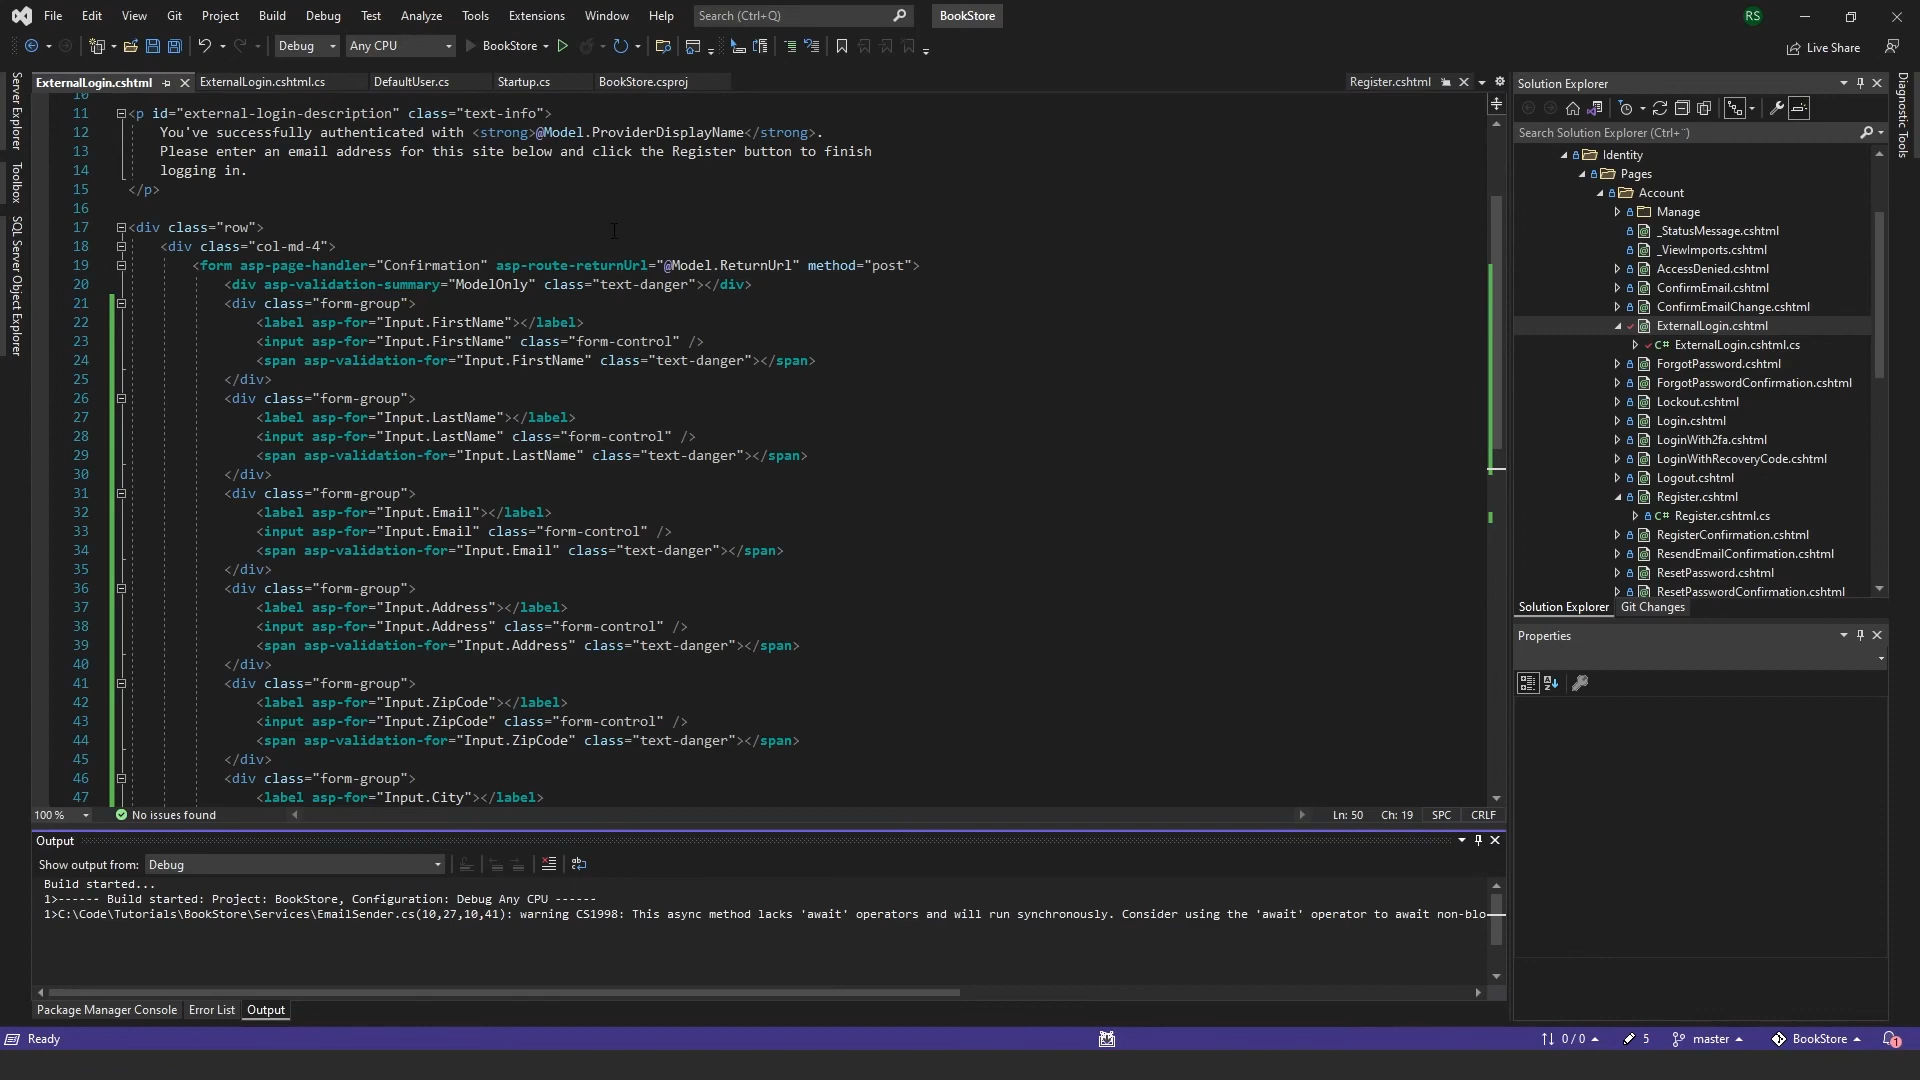 File Edit View Git Project Build Debug Test Analyze Tools Extensions Window Help Search (Ctrl+Q) BookStore RS
Debug Any CPU BookStore Live Share
ExternalLogin.cshtml ExternalLogin.cshtml.cs DefaultUser.cs Startup.cs BookStore.csproj Register.cshtml
Server Explorer
Toolbox
SQL Server Object Explorer
10
11 <p id="external-login-description" class="text-info">
12 You've successfully authenticated with <strong>@Model.ProviderDisplayName</strong>.
13 Please enter an email address for this site below and click the Register button to finish
14 logging in.
15 </p>
16
17 <div class="row">
18 <div class="col-md-4">
19 <form asp-page-handler="Confirmation" asp-route-returnUrl="@Model.ReturnUrl" method="post">
20 <div asp-validation-summary="ModelOnly" class="text-danger"></div>
21 <div class="form-group">
22 <label asp-for="Input.FirstName"></label>
23 <input asp-for="Input.FirstName" class="form-control" />
24 <span asp-validation-for="Input.FirstName" class="text-danger"></span>
25 </div>
26 <div class="form-group">
27 <label asp-for="Input.LastName"></label>
28 <input asp-for="Input.LastName" class="form-control" />
29 <span asp-validation-for="Input.LastName" class="text-danger"></span>
30 </div>
31 <div class="form-group">
32 <label asp-for="Input.Email"></label>
33 <input asp-for="Input.Email" class="form-control" />
34 <span asp-validation-for="Input.Email" class="text-danger"></span>
35 </div>
36 <div class="form-group">
37 <label asp-for="Input.Address"></label>
38 <input asp-for="Input.Address" class="form-control" />
39 <span asp-validation-for="Input.Address" class="text-danger"></span>
40 </div>
41 <div class="form-group">
42 <label asp-for="Input.ZipCode"></label>
43 <input asp-for="Input.ZipCode" class="form-control" />
44 <span asp-validation-for="Input.ZipCode" class="text-danger"></span>
45 </div>
46 <div class="form-group">
47 <label asp-for="Input.City"></label>
100 % No issues found Ln: 50 Ch: 19 SPC CRLF
Output
Show output from: Debug
Build started...
1>------ Build started: Project: BookStore, Configuration: Debug Any CPU ------
1>C:\Code\Tutorials\BookStore\Services\EmailSender.cs(10,27,10,41): warning CS1998: This async method lacks 'await' operators and will run synchronously. Consider using the 'await' operator to await non-blo
Package Manager Console Error List Output
Solution Explorer
Search Solution Explorer (Ctrl+¨)
Identity
Pages
Account
Manage
_StatusMessage.cshtml
_ViewImports.cshtml
AccessDenied.cshtml
ConfirmEmail.cshtml
ConfirmEmailChange.cshtml
ExternalLogin.cshtml
C# ExternalLogin.cshtml.cs
ForgotPassword.cshtml
ForgotPasswordConfirmation.cshtml
Lockout.cshtml
Login.cshtml
LoginWith2fa.cshtml
LoginWithRecoveryCode.cshtml
Logout.cshtml
Register.cshtml
C# Register.cshtml.cs
RegisterConfirmation.cshtml
ResendEmailConfirmation.cshtml
ResetPassword.cshtml
ResetPasswordConfirmation.cshtml
Solution Explorer Git Changes
Properties
Diagnostic Tools
Ready 0 / 0 5 master BookStore 1